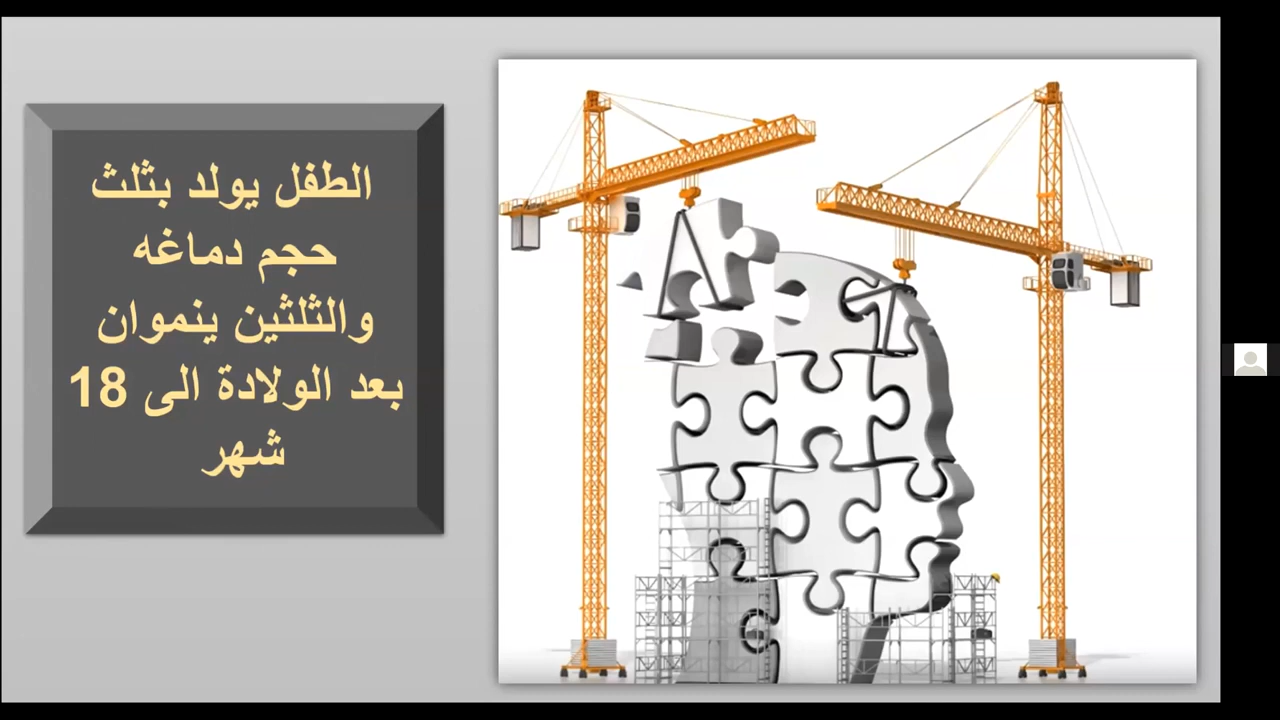 الطفل يولد بثلث
حجم دماغه
والثلثين ينموان
بعد الولادة الى 18
شهر